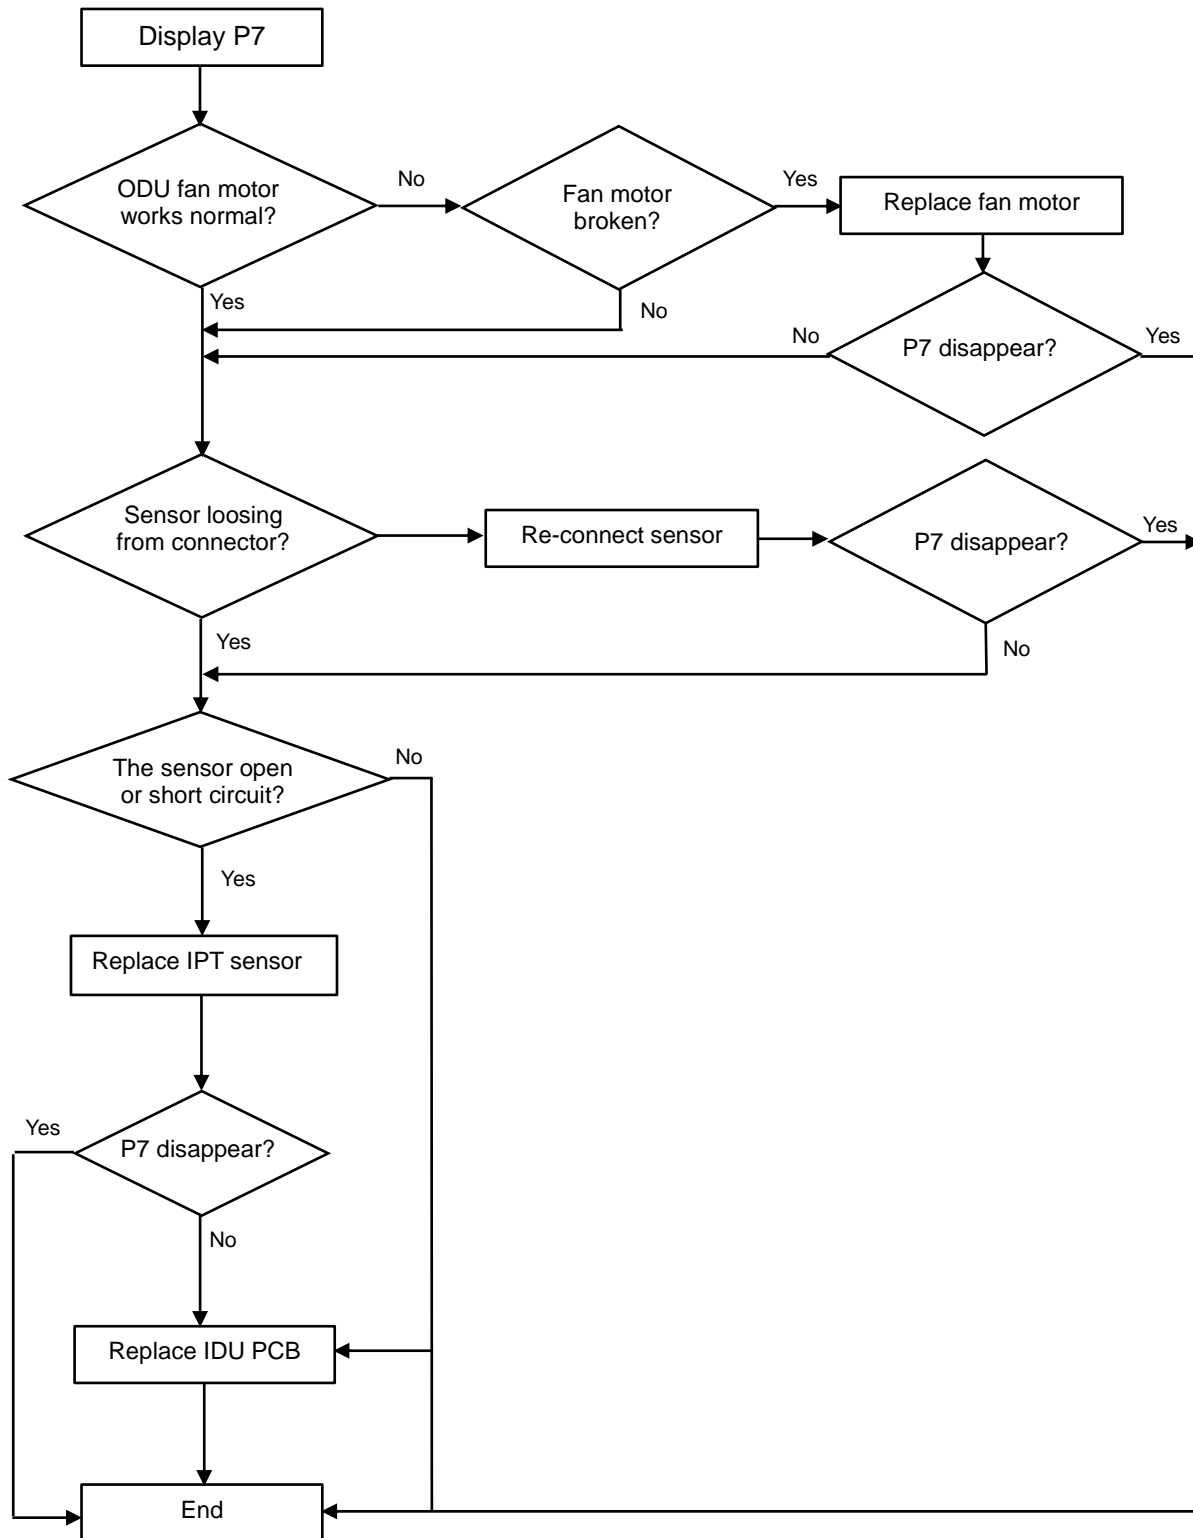 Display P7
ODU fan motor
works normal?
No
Fan motor
broken?
Yes
Replace fan motor
Yes
No
No
P7 disappear?
Yes
Sensor loosing
from connector?
Re-connect sensor
P7 disappear?
Yes
Yes
No
The sensor open
or short circuit?
No
Yes
Replace IPT sensor
Yes
P7 disappear?
No
Replace IDU PCB
End